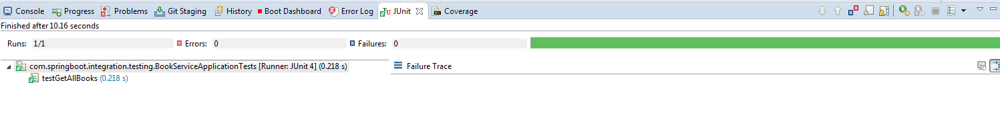 Console Progress Problems Git Staging History Boot Dashboard Error Log JUnit Coverage
Finished after 10.16 seconds
Runs: 1/1 Errors: 0 Failures: 0
com.springboot.integration.testing.BookServiceApplicationTests [Runner: JUnit 4] (0.218 s) Failure Trace
testGetAllBooks (0.218 s)